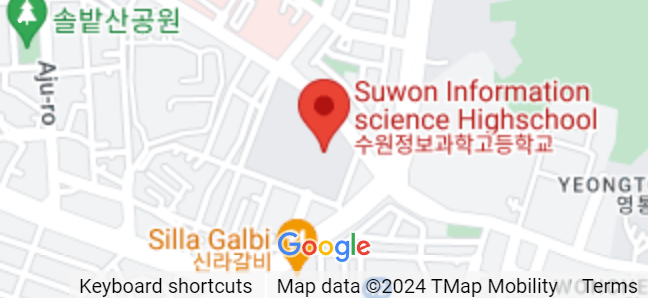 솔밭산공원
Aju-ro
Suwon Information
science Highschool
수원정보과학고등학교
YEONGT
영통
Silla Galbi
신라갈비
Google
Keyboard shortcuts
Map data ©2024 TMap Mobility
Terms